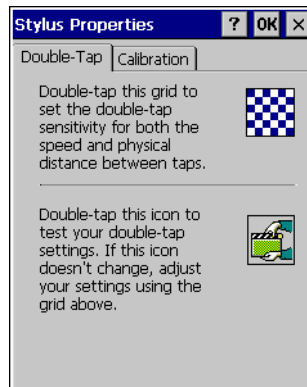 Stylus Properties ? OK ×
Double-Tap Calibration
Double-tap this grid to
set the double-tap
sensitivity for both the
speed and physical
distance between taps.
Double-tap this icon to
test your double-tap
settings. If this icon
doesn't change, adjust
your settings using the
grid above.